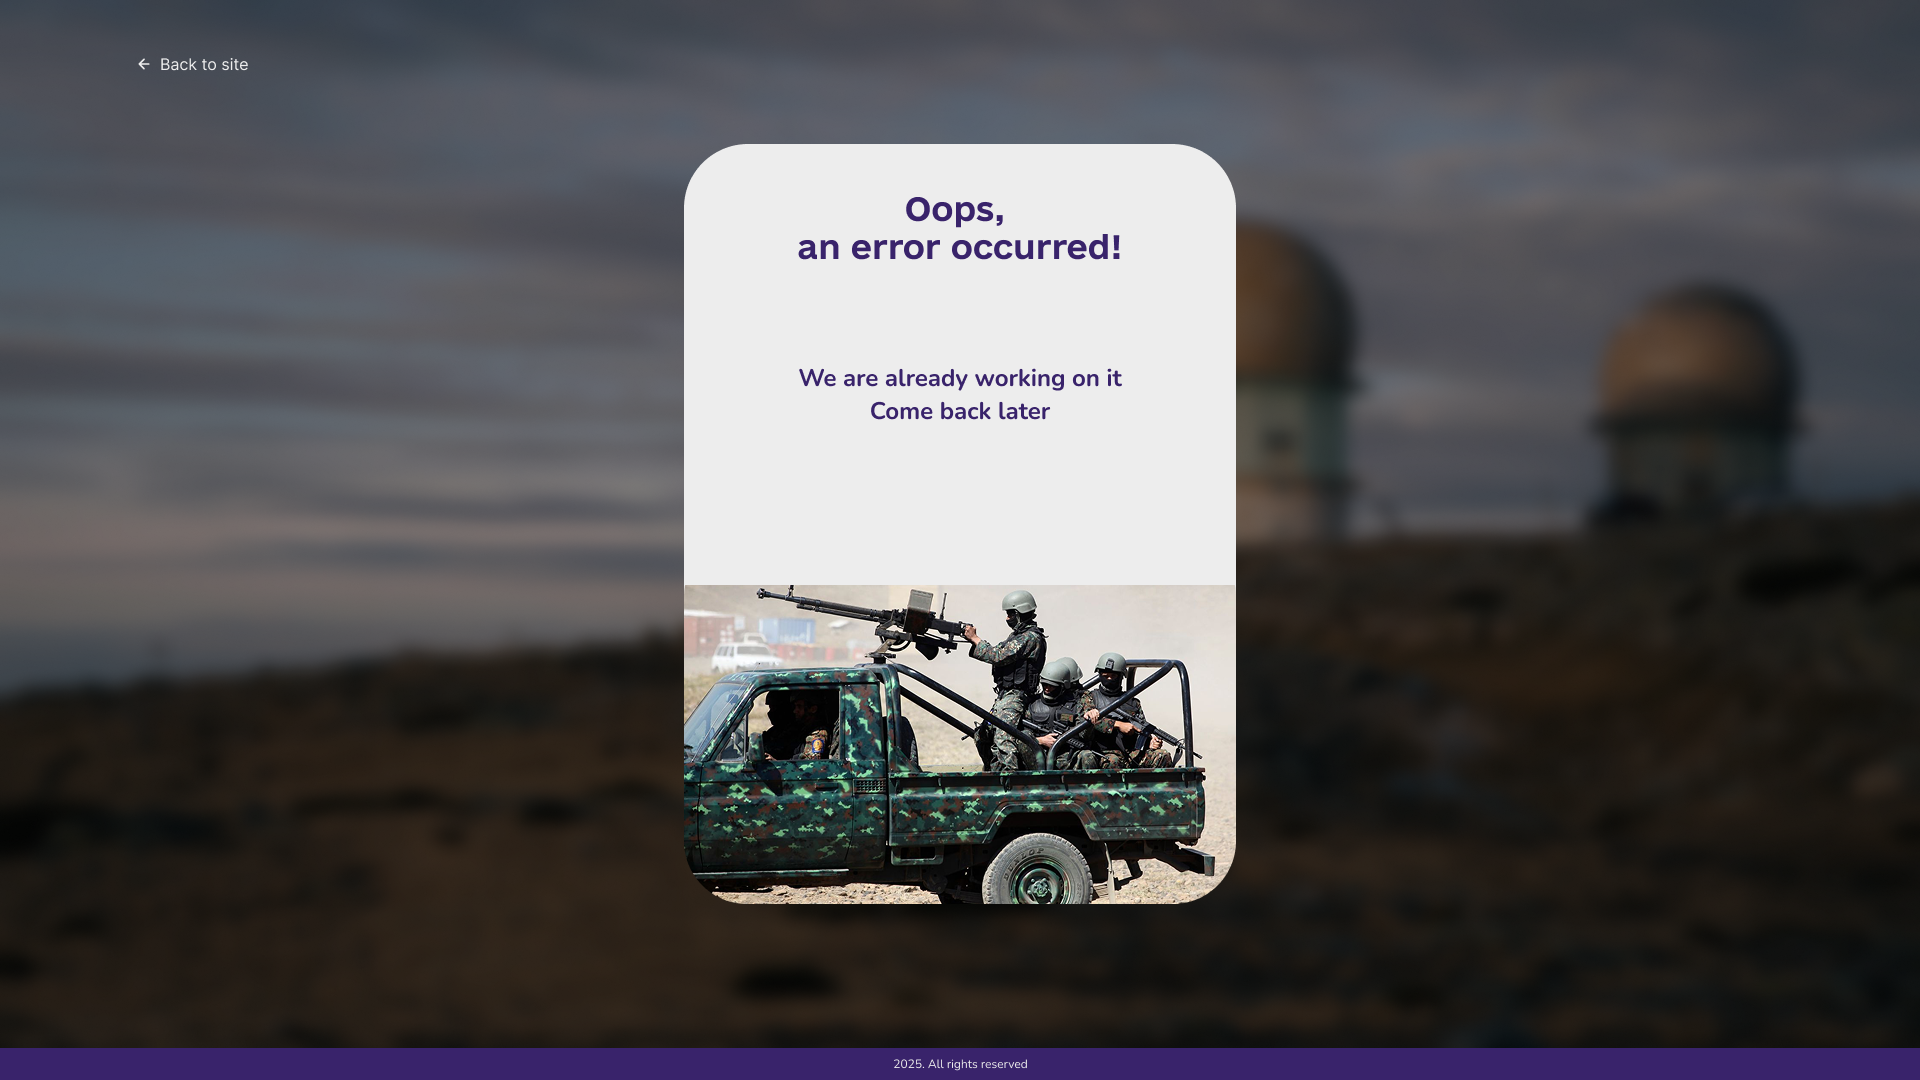 Back to site
Oops,
an error occurred!
We are already working on it
Come back later
2025. All rights reserved